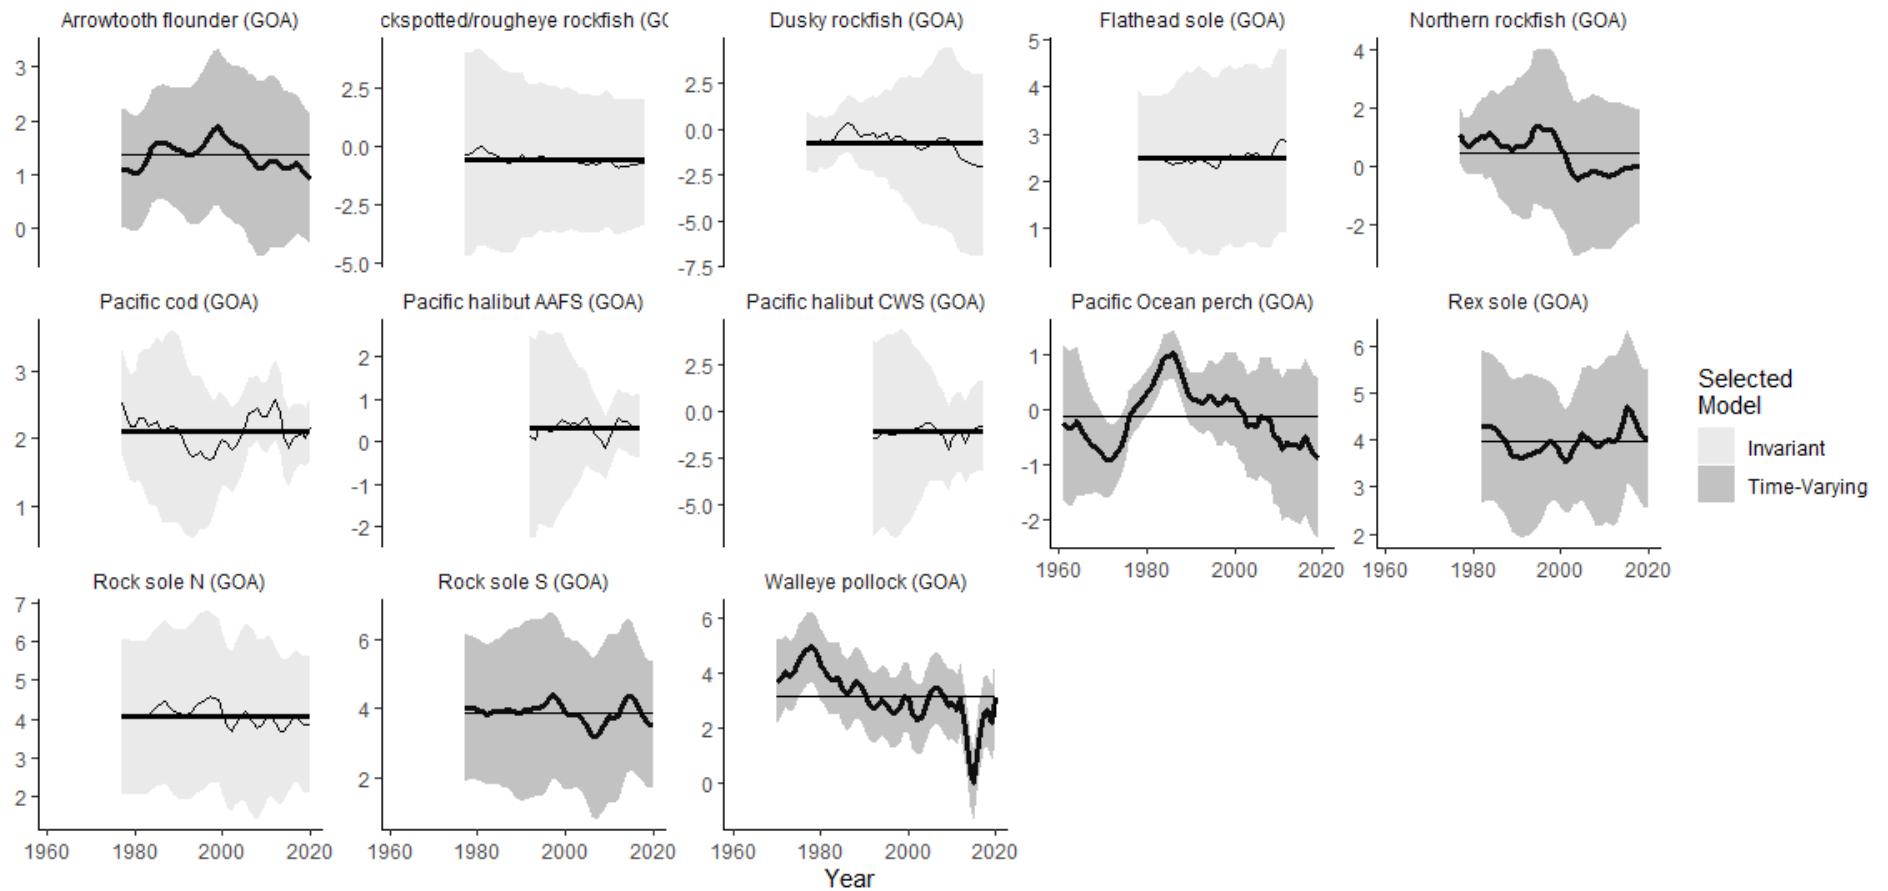 Arrowtooth flounder (GOA)
ckspotted/rougheye rockfish (GO
Dusky rockfish (GOA)
Flathead sole (GOA)
Northern rockfish (GOA)
3
2
1
0
2.5
0.0
-2.5
-5.0
2.5
0.0
-2.5
-5.0
-7.5
5
4
3
2
1
4
2
0
-2
Pacific cod (GOA)
Pacific halibut AAFS (GOA)
Pacific halibut CWS (GOA)
Pacific Ocean perch (GOA)
Rex sole (GOA)
3
2
1
2
1
0
-1
-2
2.5
0.0
-2.5
-5.0
1
0
-1
-2
6
5
4
3
2
1960 1980 2000 2020
1960 1980 2000 2020
Selected
Model
Invariant
Time-Varying
Rock sole N (GOA)
Rock sole S (GOA)
Walleye pollock (GOA)
7
6
5
4
3
2
6
4
2
6
4
2
0
1960 1980 2000 2020
1960 1980 2000 2020
1960 1980 2000 2020
Year